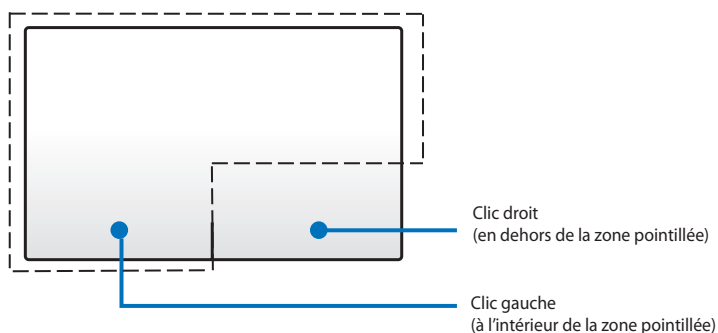 Clic droit
(en dehors de la zone pointillée)
Clic gauche
(à l'intérieur de la zone pointillée)